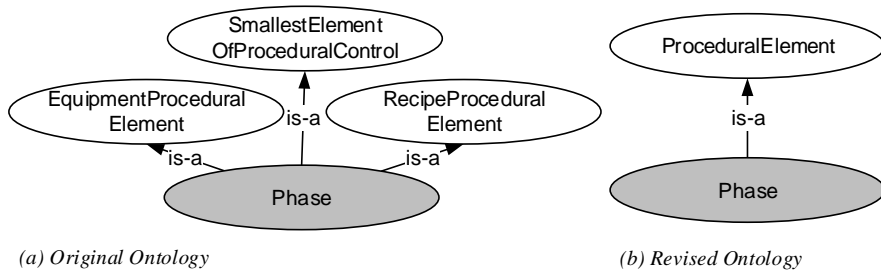 SmallestElement
OfProceduralControl
EquipmentProcedural
Element
RecipeProcedural
Element
is-a
is-a
is-a
Phase
(a) Original Ontology
ProceduralElement
is-a
Phase
(b) Revised Ontology